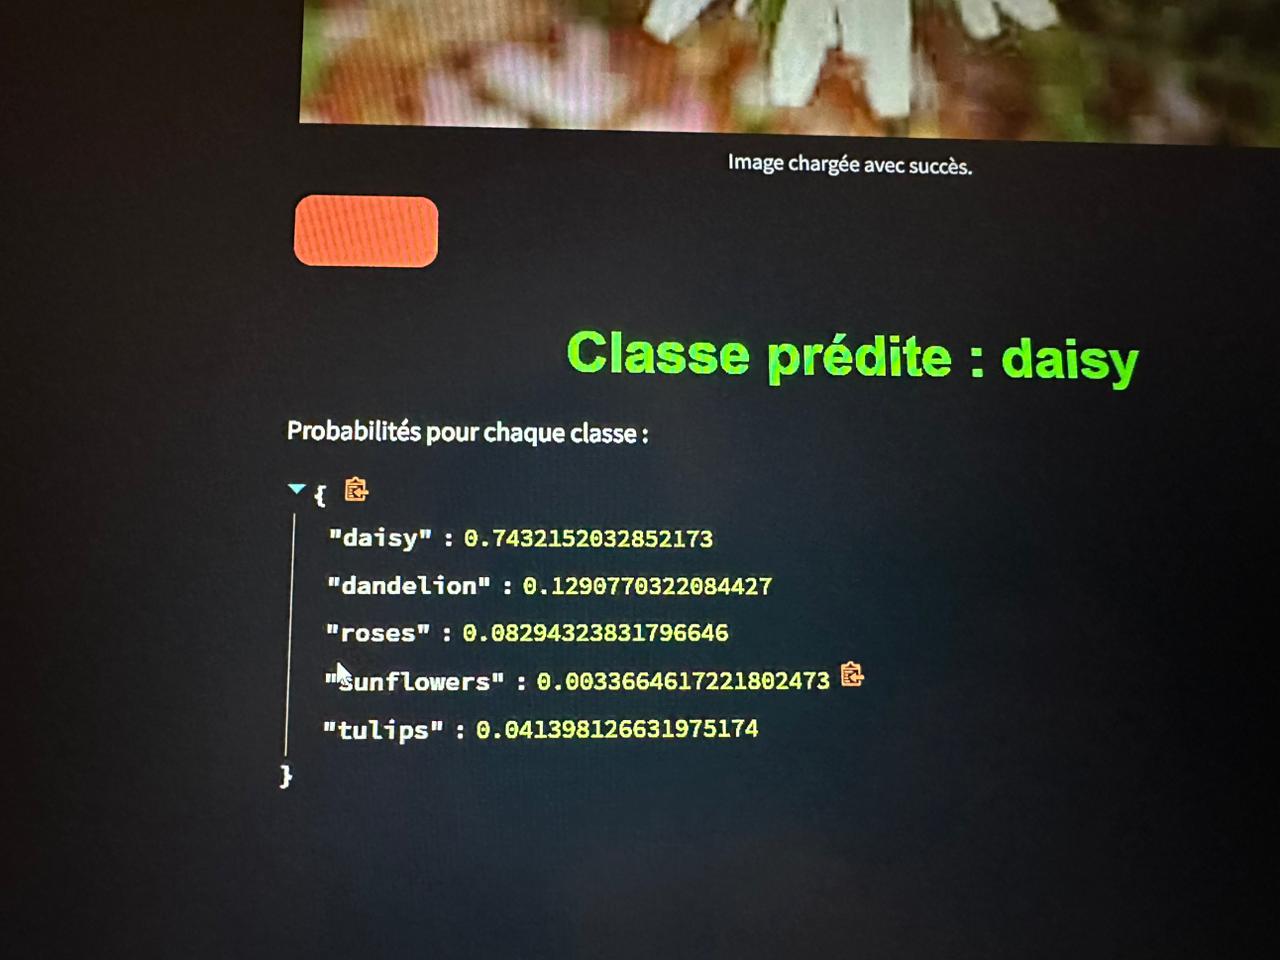 Image chargée avec succès.
Classe prédite : daisy
Probabilités pour chaque classe :
{
"daisy" : 0.7432152032852173
"dandelion" : 0.1290770322084427
"roses" : 0.08294323831796646
"sunflowers" : 0.0033664617221802473
"tulips" : 0.041398126631975174
}